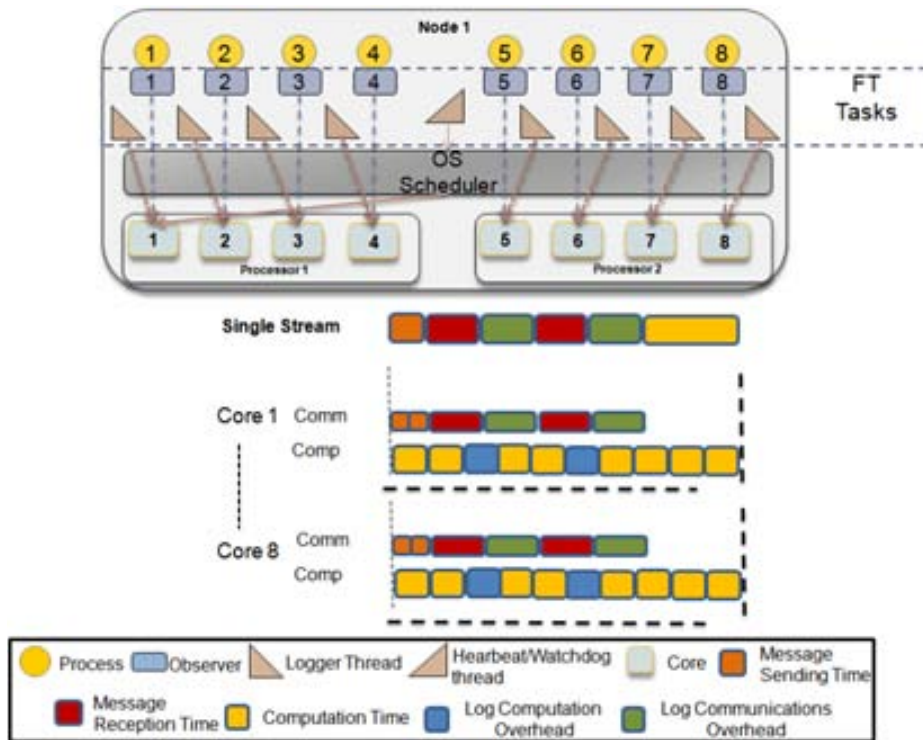 Node 1
1 2 3 4 5 6 7 8
1 2 3 4 5 6 7 8
FT
Tasks
OS
Scheduler
1 2 3 4 5 6 7 8
Processor 1 Processor 2
Single Stream
Core 1 Comm
Comp
Core 8 Comm
Comp
Process Observer Logger Thread Hearbeat/Watchdog
thread Core Message
Sending Time
Message
Reception Time Computation Time Log Computation
Overhead Log Communications
Overhead